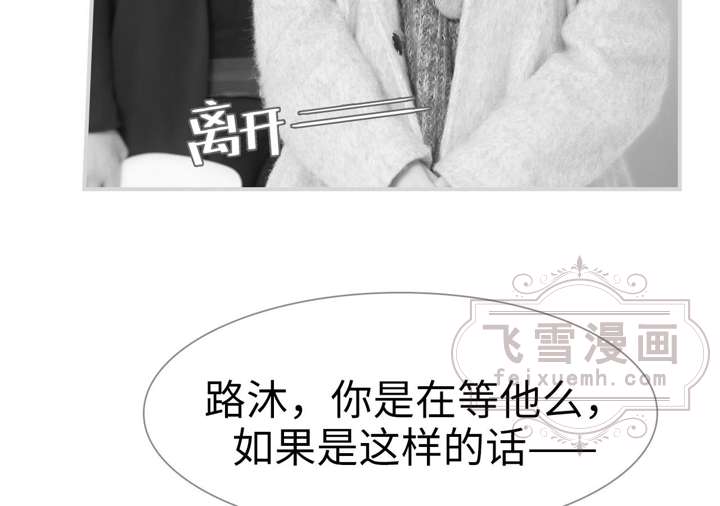 离开
飞雪漫画
feixuemh.com
路沐，你是在等他么，
如果是这样的话——